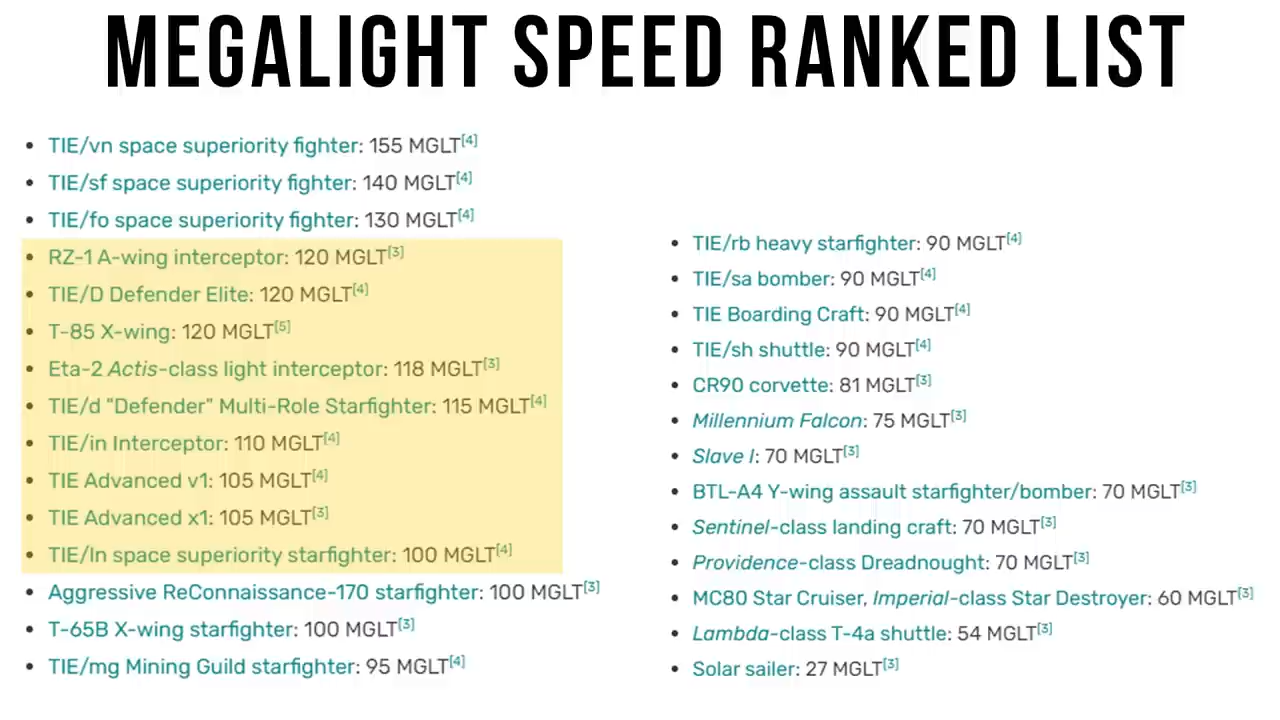 MEGALIGHT SPEED RANKED LIST
• TIE/vn space superiority fighter: 155 MGLT[4]
• TIE/sf space superiority fighter: 140 MGLT[4]
• TIE/fo space superiority fighter: 130 MGLT[4]
• RZ-1 A-wing interceptor: 120 MGLT[3]
• TIE/D Defender Elite: 120 MGLT[4]
• T-85 X-wing: 120 MGLT[5]
• Eta-2 Actis-class light interceptor: 118 MGLT[3]
• TIE/d "Defender" Multi-Role Starfighter: 115 MGLT[4]
• TIE/in Interceptor: 110 MGLT[4]
• TIE Advanced v1: 105 MGLT[4]
• TIE Advanced x1: 105 MGLT[3]
• TIE/ln space superiority starfighter: 100 MGLT[4]
• Aggressive ReConnaissance-170 starfighter: 100 MGLT[3]
• T-65B X-wing starfighter: 100 MGLT[3]
• TIE/mg Mining Guild starfighter: 95 MGLT[4]
• TIE/rb heavy starfighter: 90 MGLT[4]
• TIE/sa bomber: 90 MGLT[4]
• TIE Boarding Craft: 90 MGLT[4]
• TIE/sh shuttle: 90 MGLT[4]
• CR90 corvette: 81 MGLT[3]
• Millennium Falcon: 75 MGLT[3]
• Slave I: 70 MGLT[3]
• BTL-A4 Y-wing assault starfighter/bomber: 70 MGLT[3]
• Sentinel-class landing craft: 70 MGLT[3]
• Providence-class Dreadnought: 70 MGLT[3]
• MC80 Star Cruiser, Imperial-class Star Destroyer: 60 MGLT[3]
• Lambda-class T-4a shuttle: 54 MGLT[3]
• Solar sailer: 27 MGLT[3]